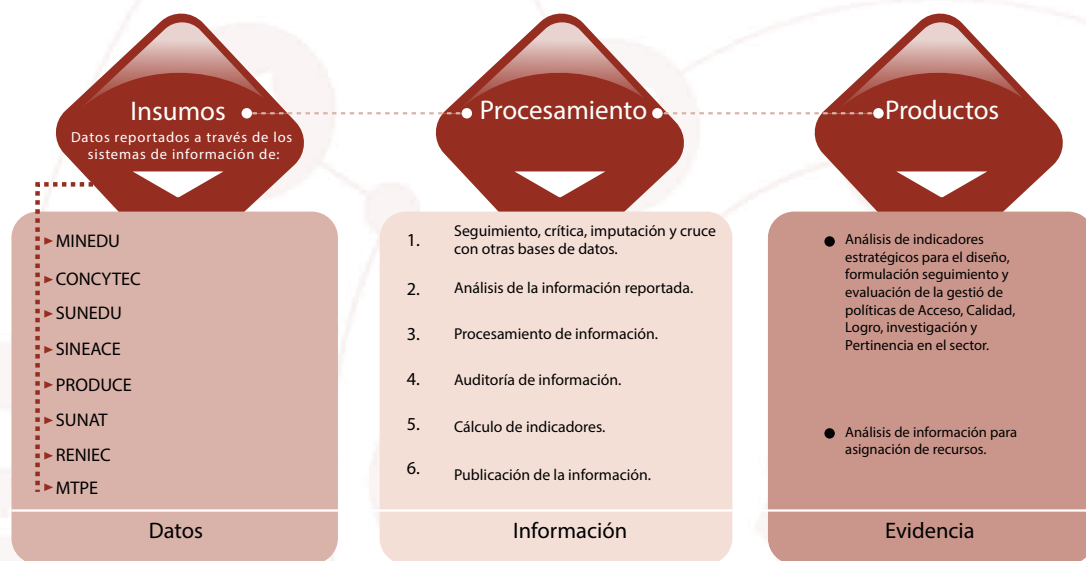 Insumos
Datos reportados a través de los
sistemas de información de:
MINEDU
CONCYTEC
SUNEDU
SINEACE
PRODUCE
SUNAT
RENIEC
MTPE
Datos
Procesamiento
1. Seguimiento, crítica, imputación y cruce
con otras bases de datos.
2. Análisis de la información reportada.
3. Procesamiento de información.
4. Auditoría de información.
5. Cálculo de indicadores.
6. Publicación de la información.
Información
Productos
● Análisis de indicadores
estratégicos para el diseño,
formulación seguimiento y
evaluación de la gestió de
políticas de Acceso, Calidad,
Logro, investigación y
Pertinencia en el sector.
● Análisis de información para
asignación de recursos.
Evidencia